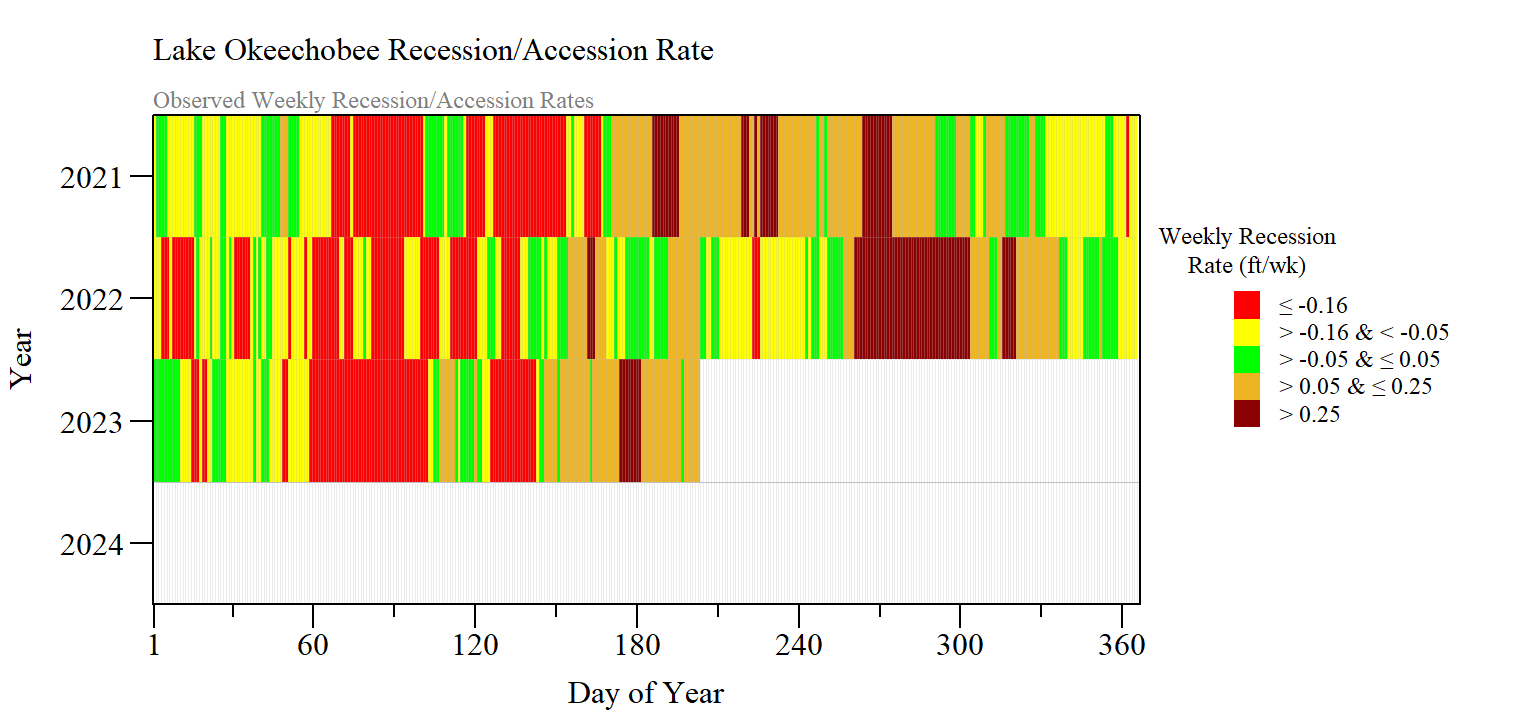 Lake Okeechobee Recession/Accession Rate
Observed Weekly Recession/Accession Rates
2021
2022
2023
2024
Year
1 60 120 180 240 300 360
Day of Year
Weekly Recession
Rate (ft/wk)
≤ -0.16
> -0.16 & < -0.05
> -0.05 & ≤ 0.05
> 0.05 & ≤ 0.25
> 0.25